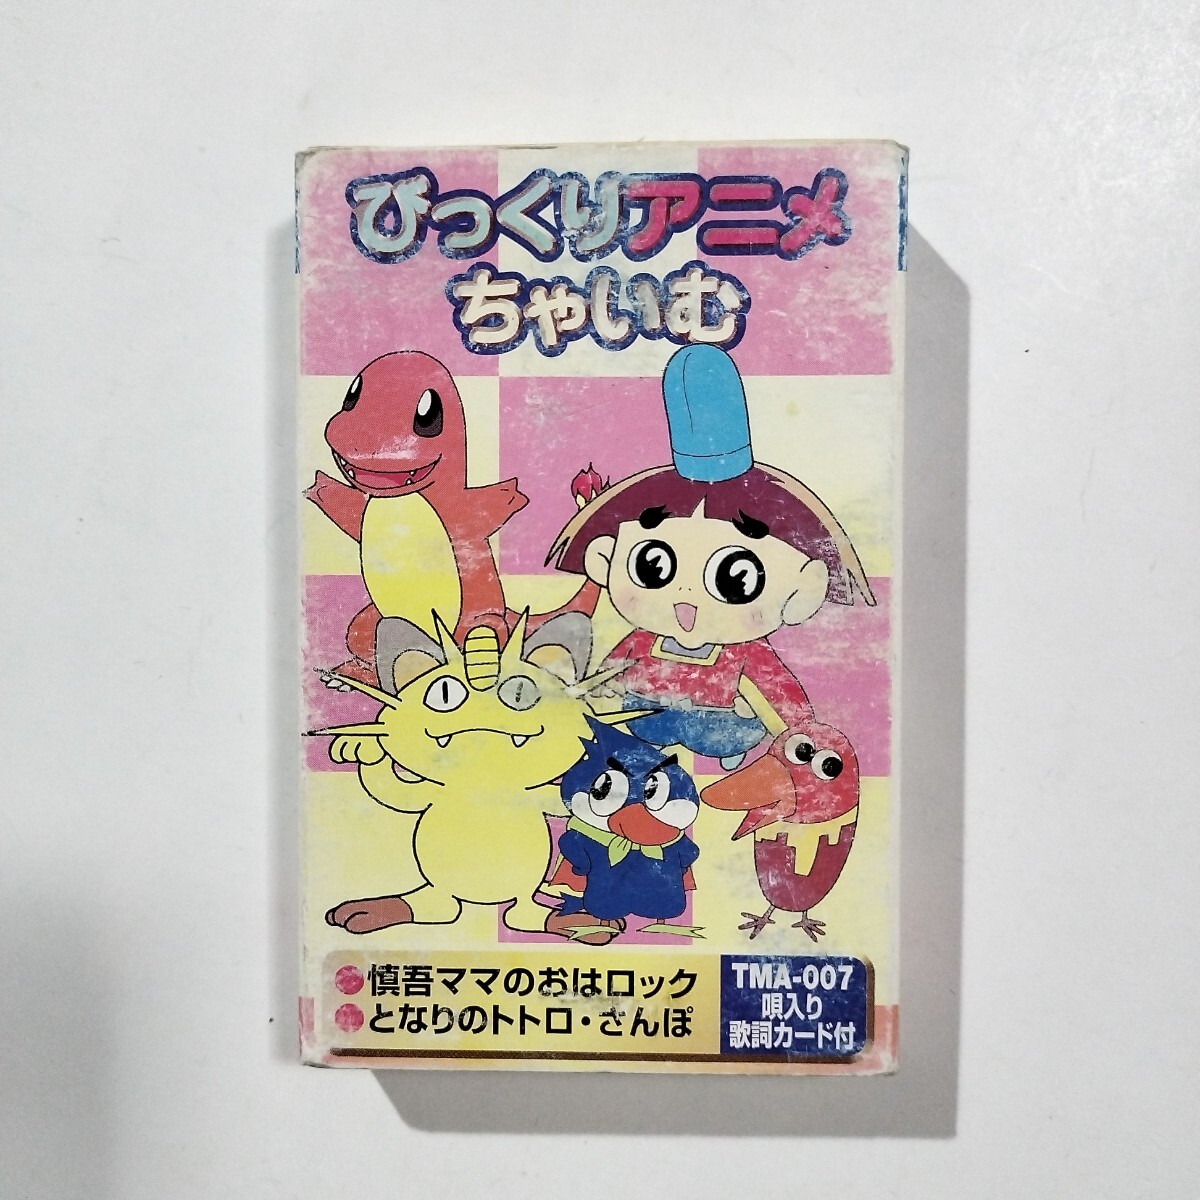 びっくりアニメ
ちゃいむ
●慎吾ママのおはロック
●となりのトトロ・さんぽ
TMA-007
唄入り
歌詞カード付